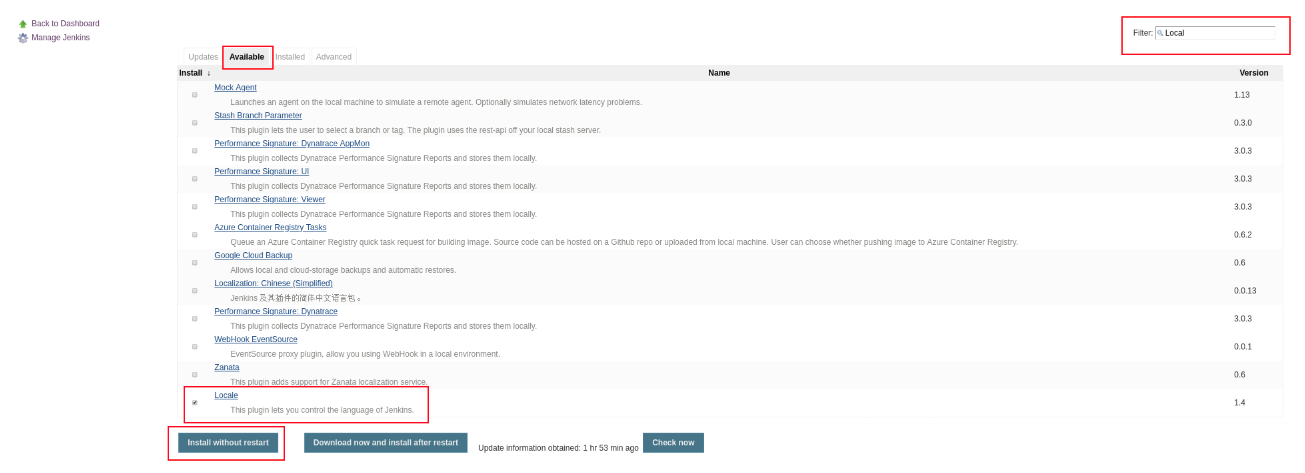 Back to Dashboard
Manage Jenkins
Filter: Local
Updates Available Installed Advanced
Install ↓ Name Version
Mock Agent
Launches an agent on the local machine to simulate a remote agent. Optionally simulates network latency problems.
1.13
Stash Branch Parameter
This plugin lets the user to select a branch or tag. The plugin uses the rest-api off your local stash server.
0.3.0
Performance Signature: Dynatrace AppMon
This plugin collects Dynatrace Performance Signature Reports and stores them locally.
3.0.3
Performance Signature: UI
This plugin collects Dynatrace Performance Signature Reports and stores them locally.
3.0.3
Performance Signature: Viewer
This plugin collects Dynatrace Performance Signature Reports and stores them locally.
3.0.3
Azure Container Registry Tasks
Queue an Azure Container Registry quick task request for building image. Source code can be hosted on a Github repo or uploaded from local machine. User can choose whether pushing image to Azure Container Registry.
0.6.2
Google Cloud Backup
Allows local and cloud-storage backups and automatic restores.
0.6
Localization: Chinese (Simplified)
Jenkins 及其插件的简体中文语言包。
0.0.13
Performance Signature: Dynatrace
This plugin collects Dynatrace Performance Signature Reports and stores them locally.
3.0.3
WebHook EventSource
EventSource proxy plugin, allow you using WebHook in a local environment.
0.0.1
Zanata
This plugin adds support for Zanata localization service.
0.6
Locale
This plugin lets you control the language of Jenkins.
1.4
Install without restart Download now and install after restart Update information obtained: 1 hr 53 min ago Check now